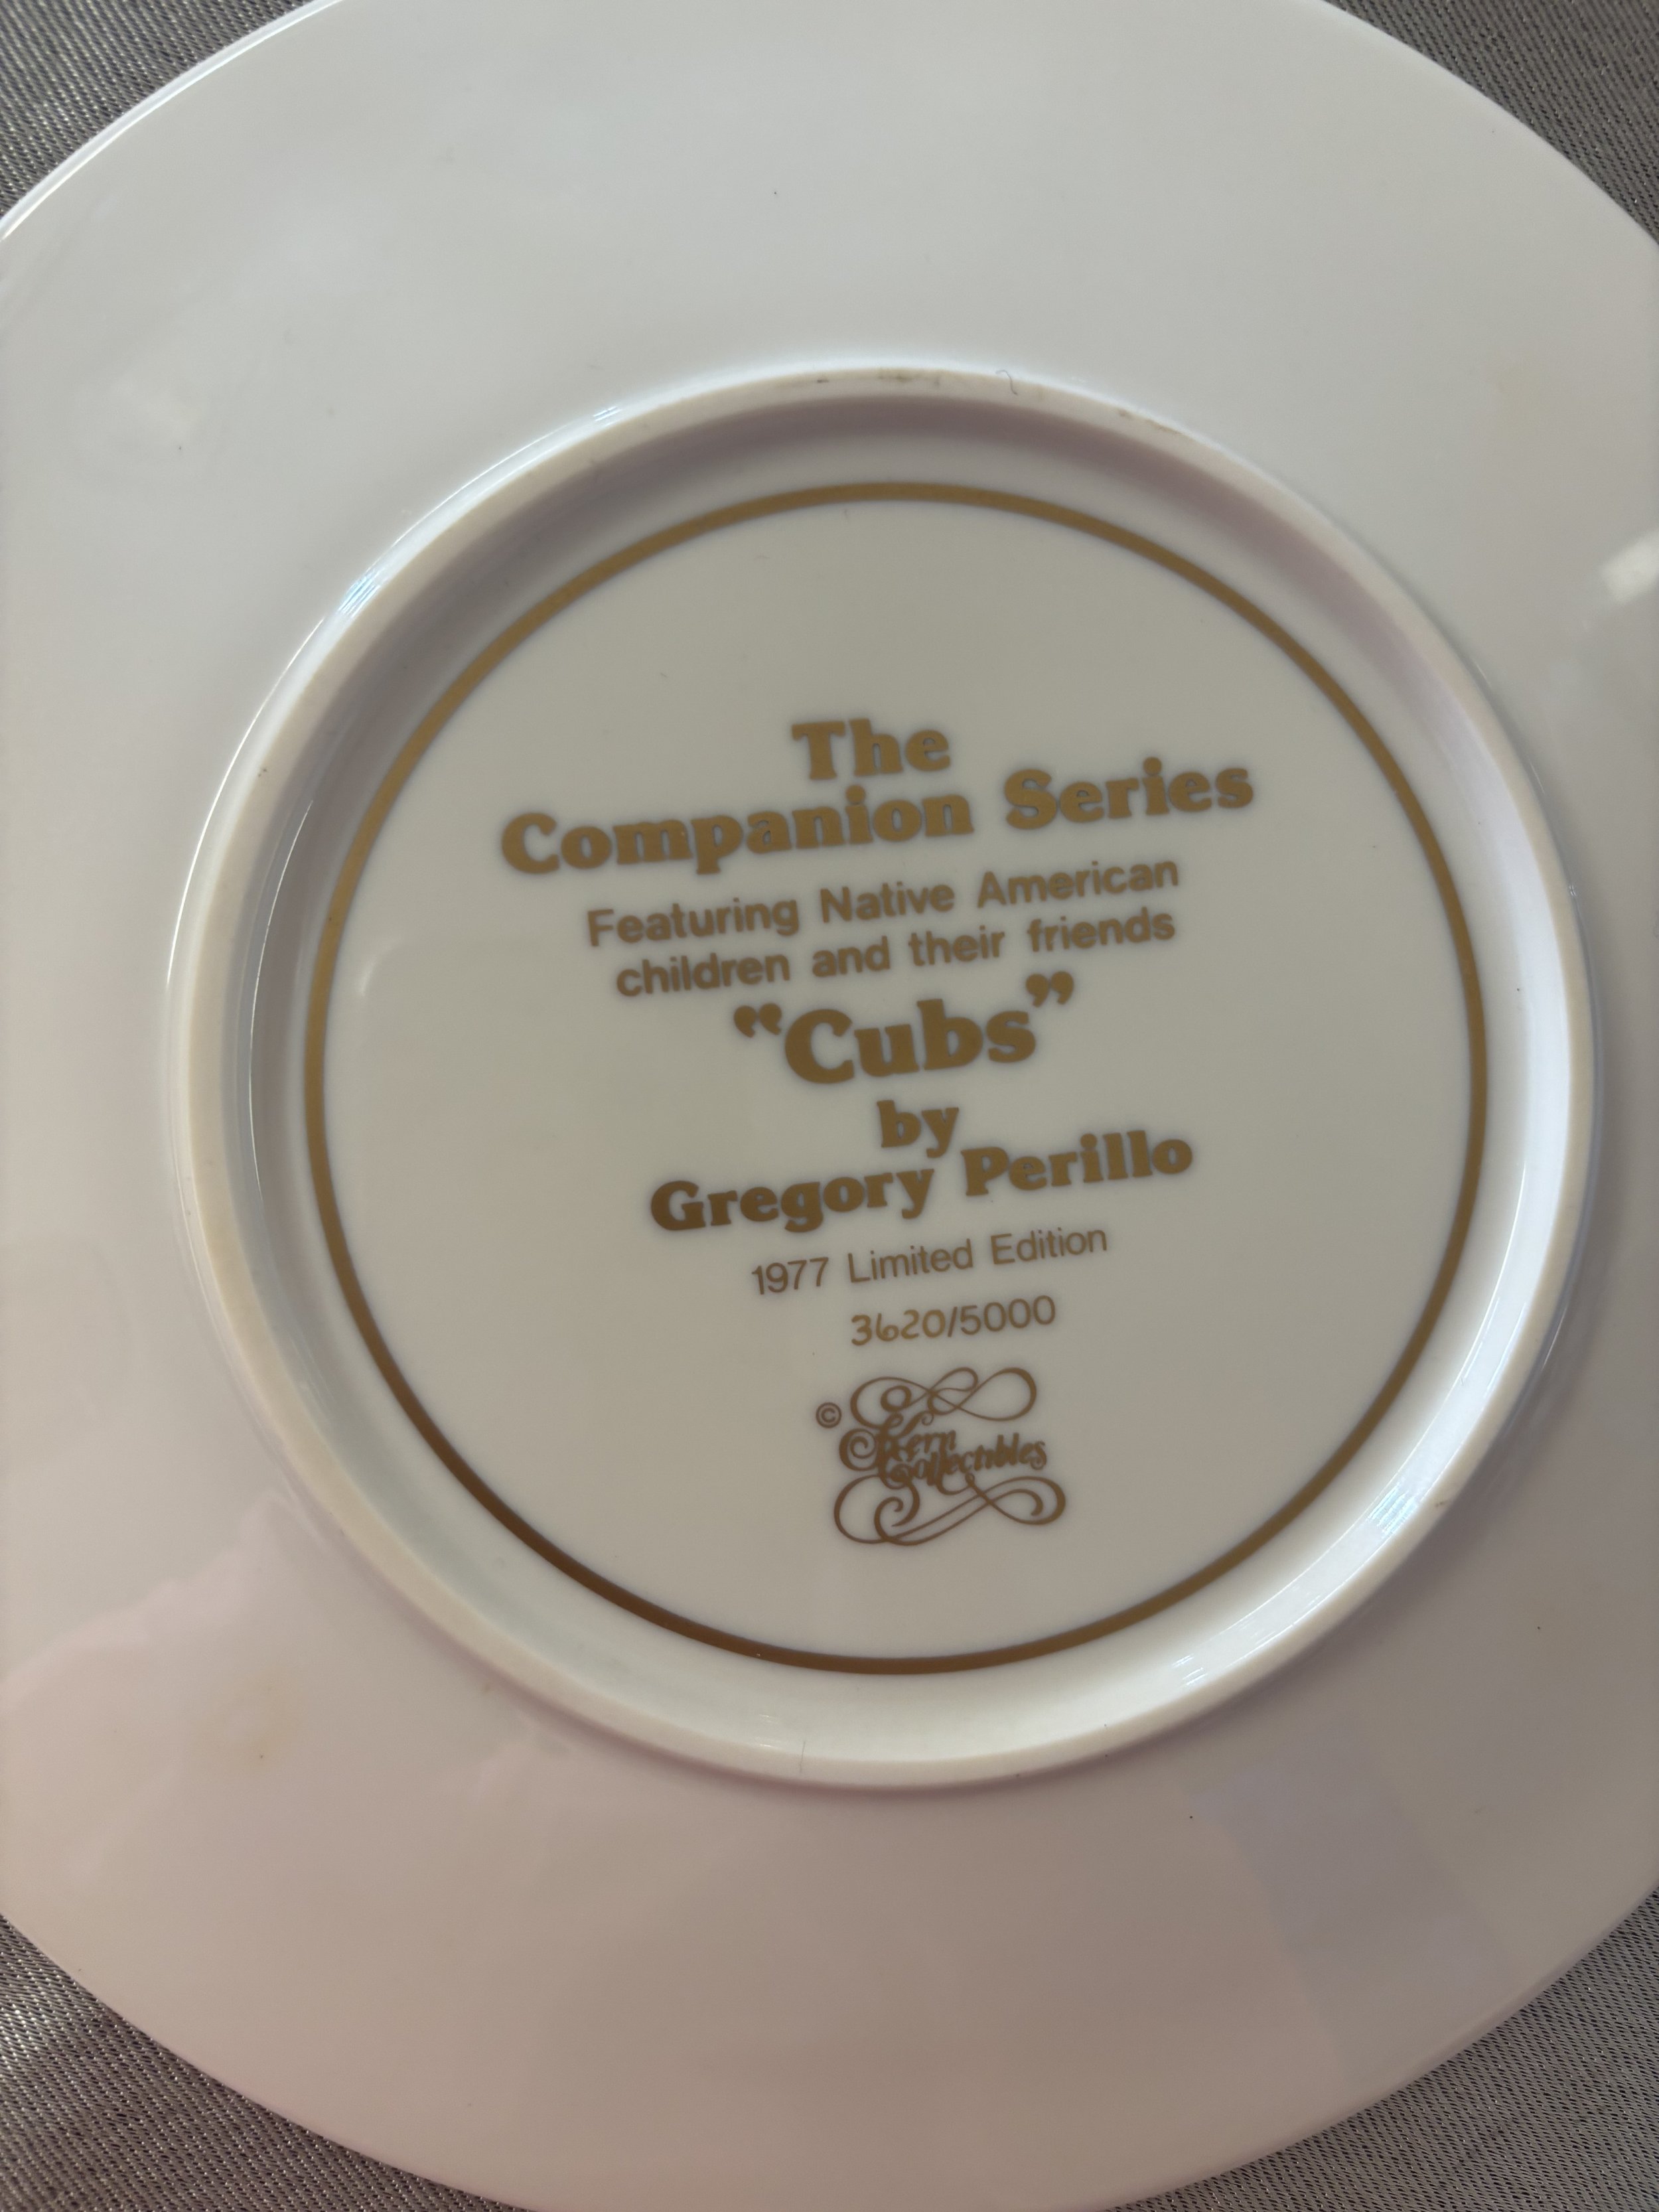 The
Companion Series
Featuring Native American
children and their friends
“Cubs”
by
Gregory Perillo
1977 Limited Edition
3620/5000
©
Kern
Collectibles